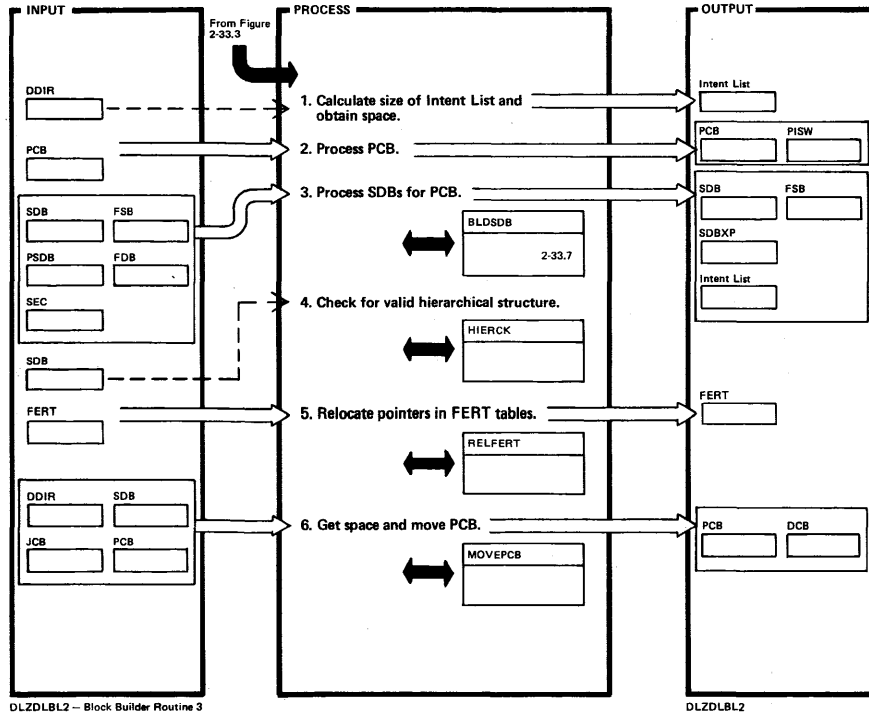 INPUT
DDIR
PCB
SDB FSB
PSDB FDB
SEC
SDB
FERT
DDIR SDB
JCB PCB
DLZDLBL2 — Block Builder Routine 3
From Figure
2-33.3
PROCESS
1. Calculate size of Intent List and
obtain space.
2. Process PCB.
3. Process SDBs for PCB.
BLDSDB
2-33.7
4. Check for valid hierarchical structure.
HIERCK
5. Relocate pointers in FERT tables.
RELFERT
6. Get space and move PCB.
MOVEPCB
OUTPUT
Intent List
PCB PISW
SDB FSB
SDBXP
Intent List
FERT
PCB DCB
DLZDLBL2